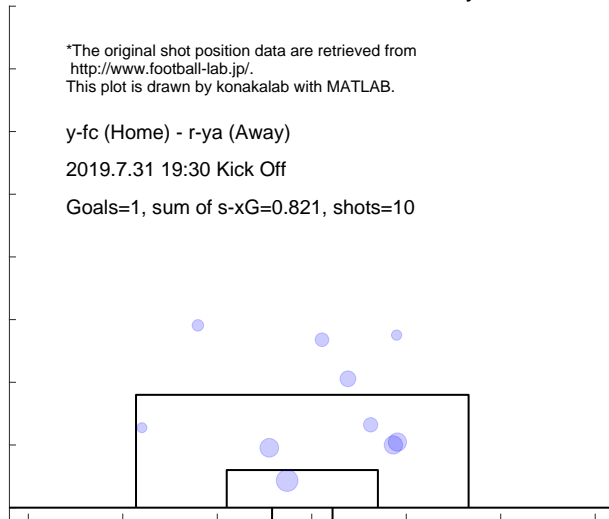 *The original shot position data are retrieved from
http://www.football-lab.jp/.
This plot is drawn by konakalab with MATLAB.
y-fc (Home) - r-ya (Away)
2019.7.31 19:30 Kick Off
Goals=1, sum of s-xG=0.821, shots=10